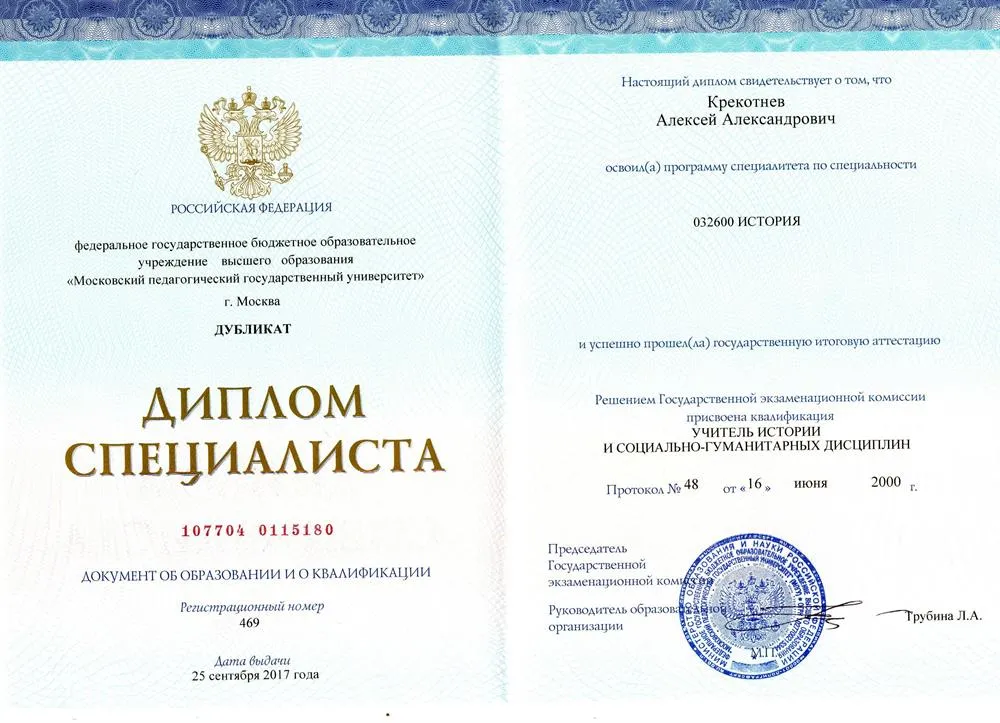 РОССИЙСКАЯ ФЕДЕРАЦИЯ
федеральное государственное бюджетное образовательное
учреждение высшего образования
«Московский педагогический государственный университет»
г. Москва
ДУБЛИКАТ
ДИПЛОМ
СПЕЦИАЛИСТА
107704 0115180
ДОКУМЕНТ ОБ ОБРАЗОВАНИИ И О КВАЛИФИКАЦИИ
Регистрационный номер
469
Дата выдачи
25 сентября 2017 года
Настоящий диплом свидетельствует о том, что
Крекотнев
Алексей Александрович
освоил(а) программу специалитета по специальности
032600 ИСТОРИЯ
и успешно прошел(ла) государственную итоговую аттестацию
Решением Государственной экзаменационной комиссии
присвоена квалификация
УЧИТЕЛЬ ИСТОРИИ
И СОЦИАЛЬНО-ГУМАНИТАРНЫХ ДИСЦИПЛИН
Протокол № 48 от «16» июня 2000 г.
Председатель
Государственной
экзаменационной комиссии
Руководитель образовательной
организации
Трубина Л.А.
М.П.